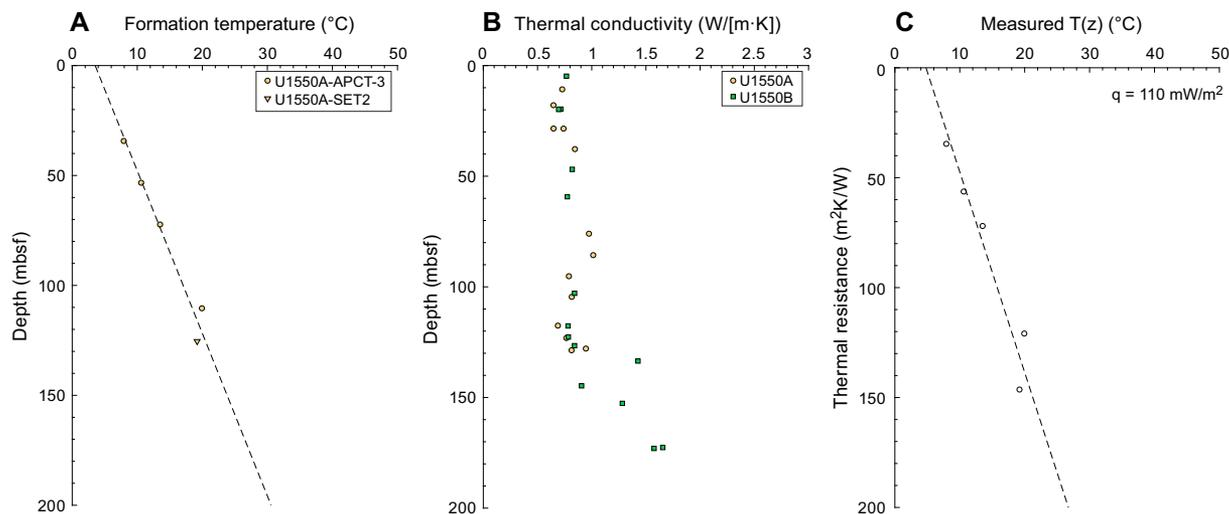 A
Formation temperature (°C)
0 10 20 30 40 50
0
50
100
150
200
Depth (mbsf)
U1550A-APCT-3
U1550A-SET2
B
Thermal conductivity (W/[m·K])
0 0.5 1 1.5 2 2.5 3
0
50
100
150
200
Depth (mbsf)
U1550A
U1550B
C
Measured T(z) (°C)
0 10 20 30 40 50
0
50
100
150
200
Thermal resistance (m²K/W)
q = 110 mW/m²